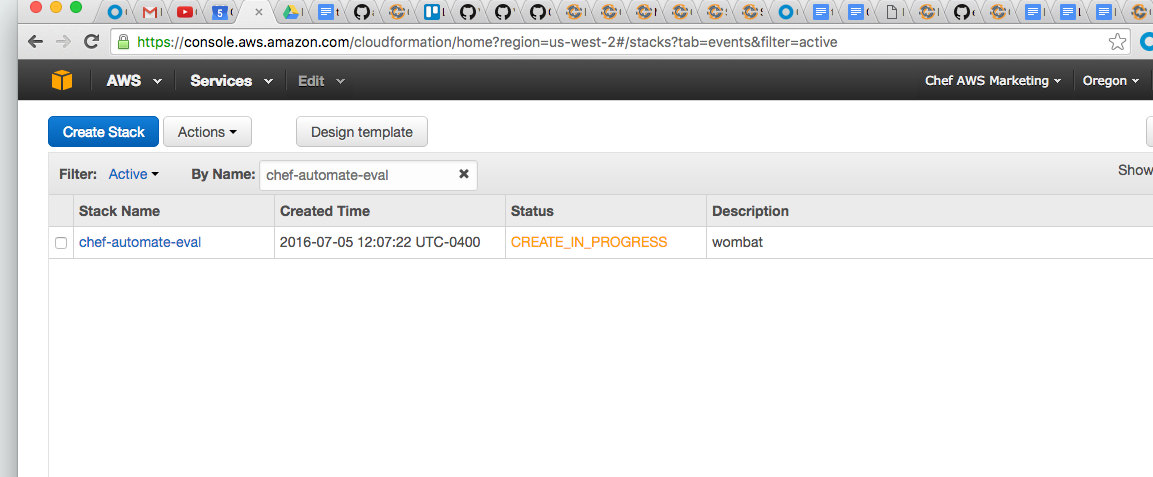 https://console.aws.amazon.com/cloudformation/home?region=us-west-2#/stacks?tab=events&filter=active
AWS Services Edit Chef AWS Marketing Oregon
Create Stack Actions Design template
Filter: Active By Name: chef-automate-eval Show
Stack Name Created Time Status Description
chef-automate-eval 2016-07-05 12:07:22 UTC-0400 CREATE_IN_PROGRESS wombat